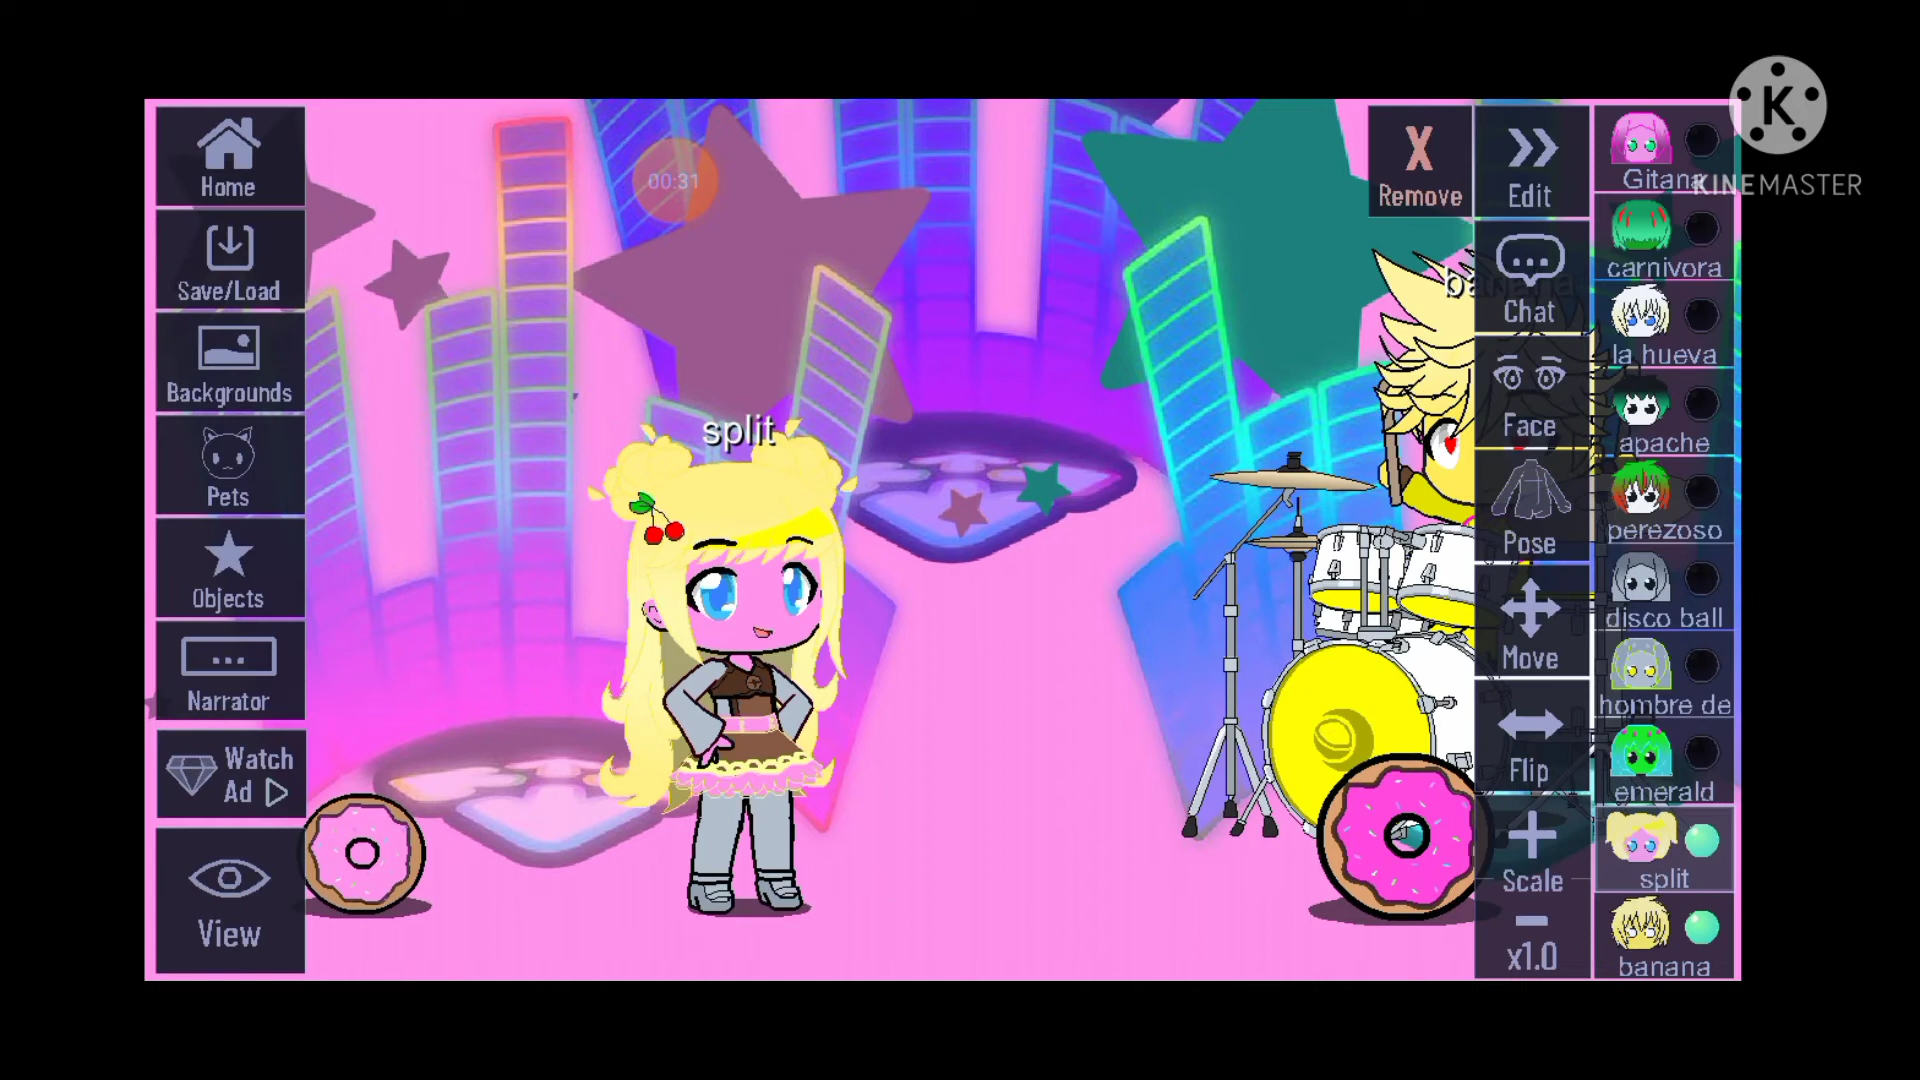 Home
Save/Load
Backgrounds
Pets
Objects
...
Narrator
Watch
Ad
View
00:31
split
X
Remove
Edit
Chat
Face
Pose
Move
Flip
Scale
x1.0
Gitana
carnivora
la hueva
apache
perezoso
disco ball
hombre de
emerald
split
banana
K
KINEMASTER